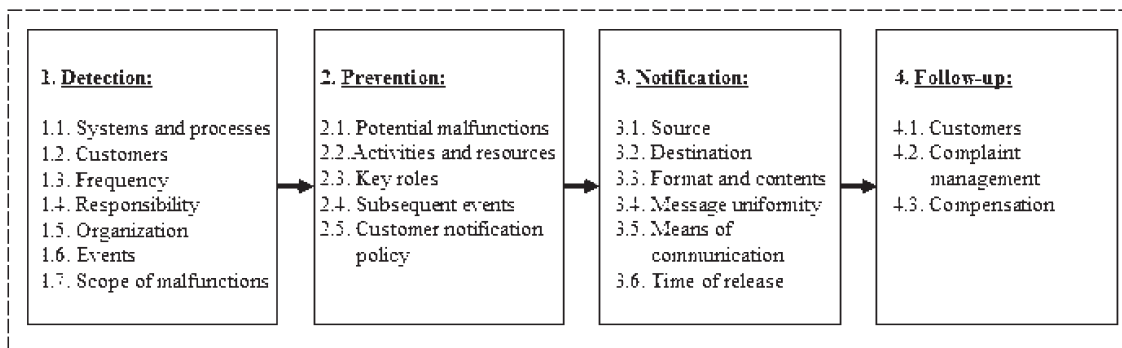 1. Detection:
1.1. Systems and processes
1.2. Customers
1.3. Frequency
1.4. Responsibility
1.5. Organization
1.6. Events
1.7. Scope of malfunctions
2. Prevention:
2.1. Potential malfunctions
2.2. Activities and resources
2.3. Key roles
2.4. Subsequent events
2.5. Customer notification
policy
3. Notification:
3.1. Source
3.2. Destination
3.3. Format and contents
3.4. Message uniformity
3.5. Means of
communication
3.6. Time of release
4. Follow-up:
4.1. Customers
4.2. Complaint
management
4.3. Compensation